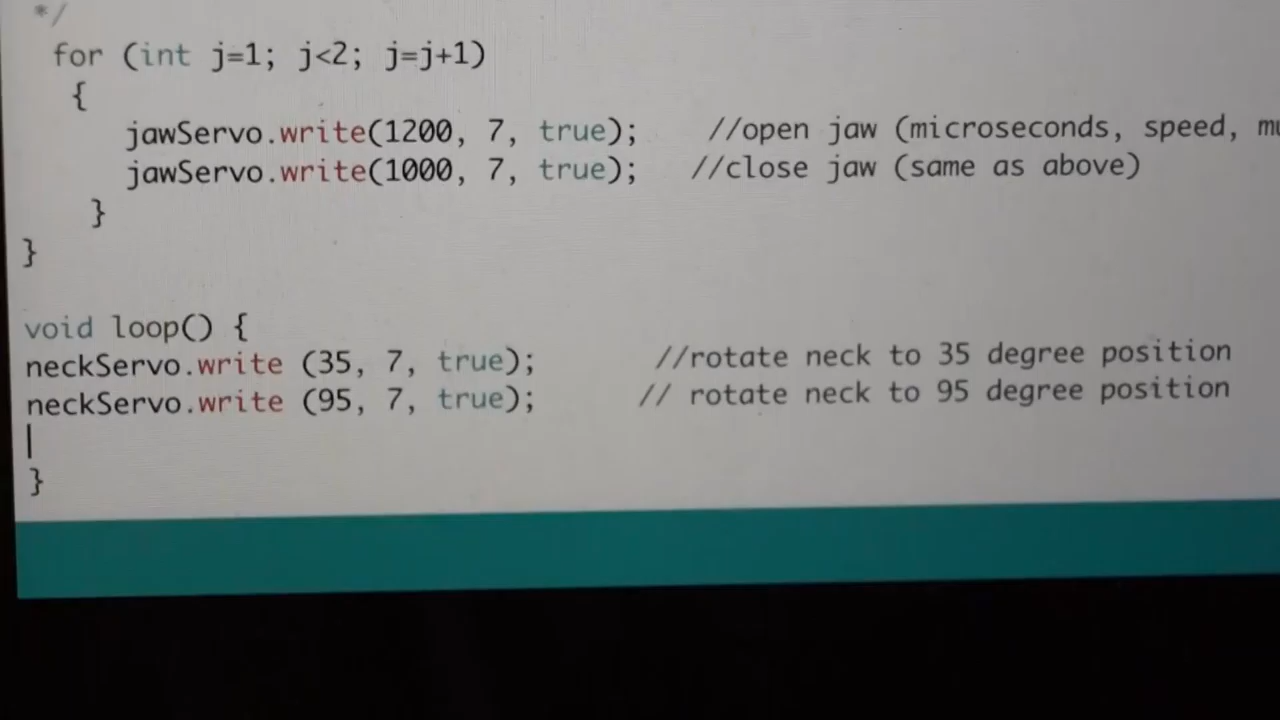 */
for (int j=1; j<2; j=j+1)
{
jawServo.write(1200, 7, true); //open jaw (microseconds, speed,
jawServo.write(1000, 7, true); //close jaw (same as above)
}
}
void loop() {
neckServo.write (35, 7, true); //rotate neck to 35 degree position
neckServo.write (95, 7, true); // rotate neck to 95 degree position
}